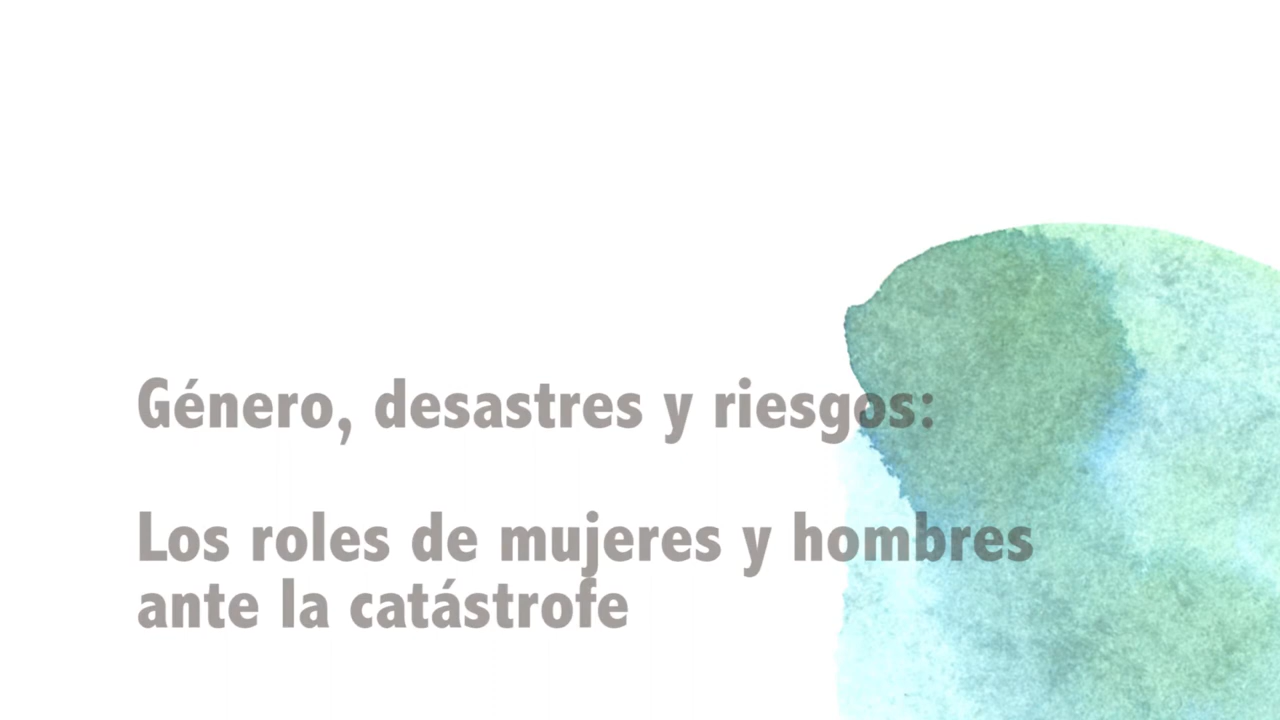 Género, desastres y riesgos:
Los roles de mujeres y hombres
ante la catástrofe